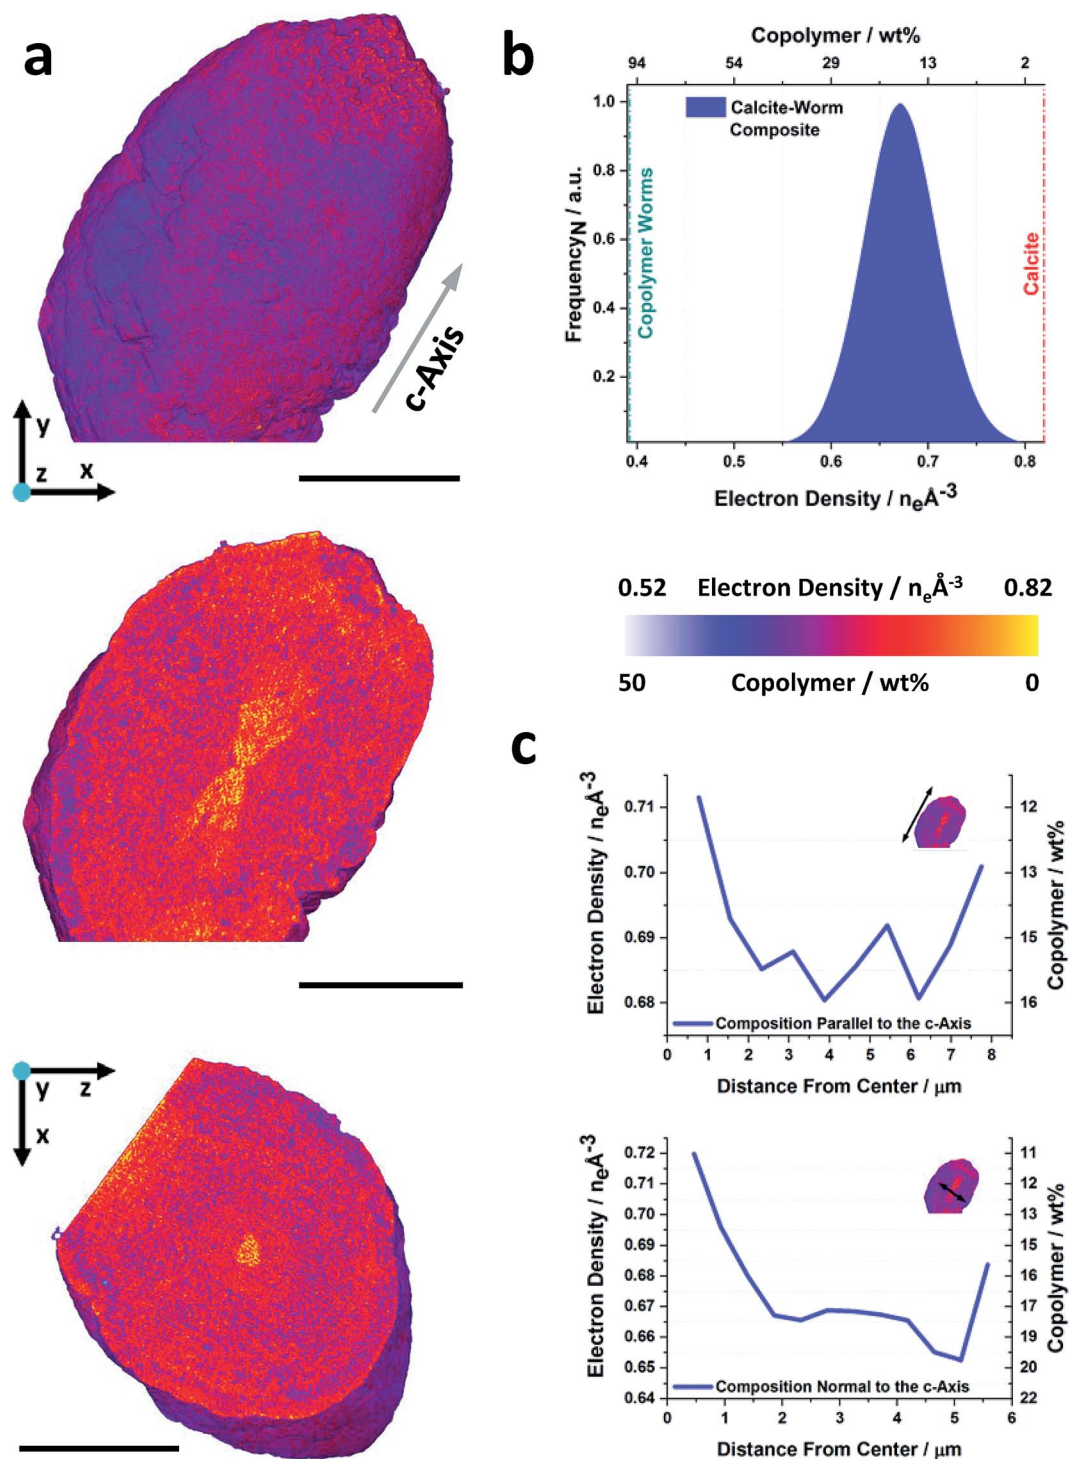 a
c-Axis
y
z x
y z
x
b
Copolymer / wt%
94 54 29 13 2
Calcite-Worm
Composite
Copolymer Worms
Calcite
FrequencyN / a.u.
1.0
0.8
0.6
0.4
0.2
0.4 0.5 0.6 0.7 0.8
Electron Density / neÅ-3
0.52 Electron Density / neÅ-3 0.82
50 Copolymer / wt% 0
c
Electron Density / neÅ-3
0.71
0.70
0.69
0.68
12
13
15
16
Copolymer / wt%
Composition Parallel to the c-Axis
0 1 2 3 4 5 6 7 8
Distance From Center / µm
Electron Density / neÅ-3
0.72
0.71
0.70
0.69
0.68
0.67
0.66
0.65
0.64
11
12
13
15
16
17
19
20
22
Copolymer / wt%
Composition Normal to the c-Axis
0 1 2 3 4 5 6
Distance From Center / µm